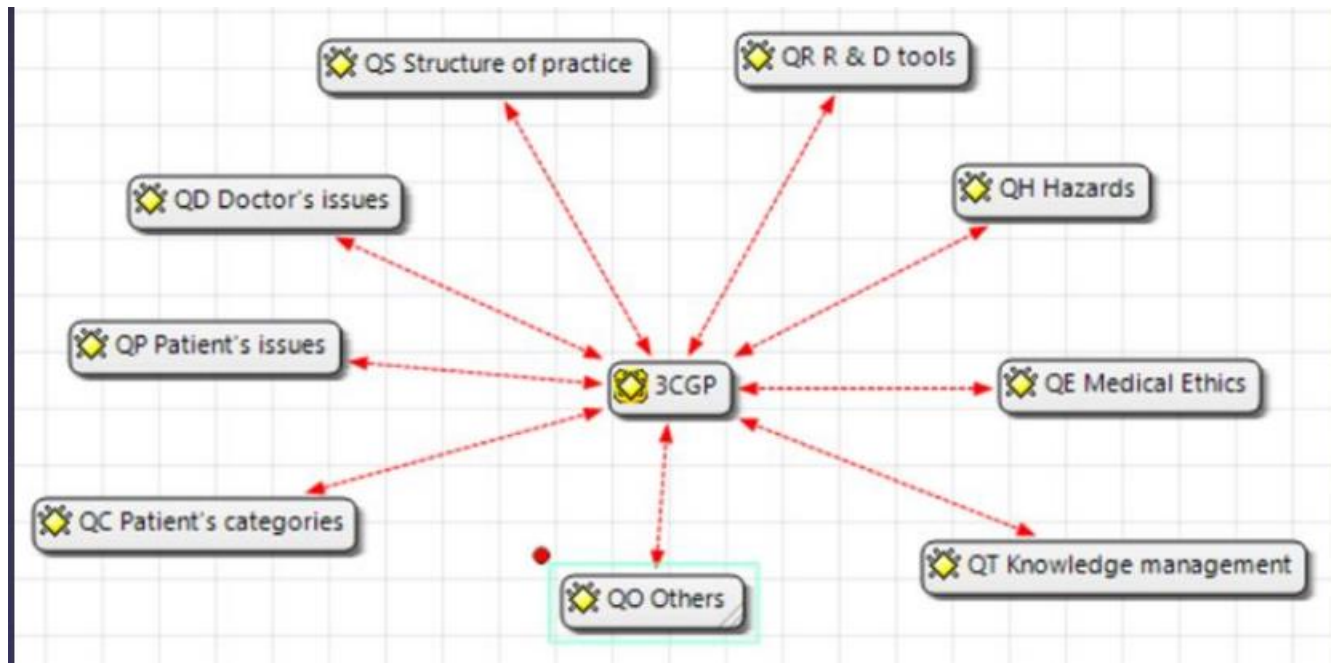 QS Structure of practice
QR R & D tools
QD Doctor's issues
QH Hazards
QP Patient's issues
3CGP
QE Medical Ethics
QC Patient's categories
QO Others
QT Knowledge management